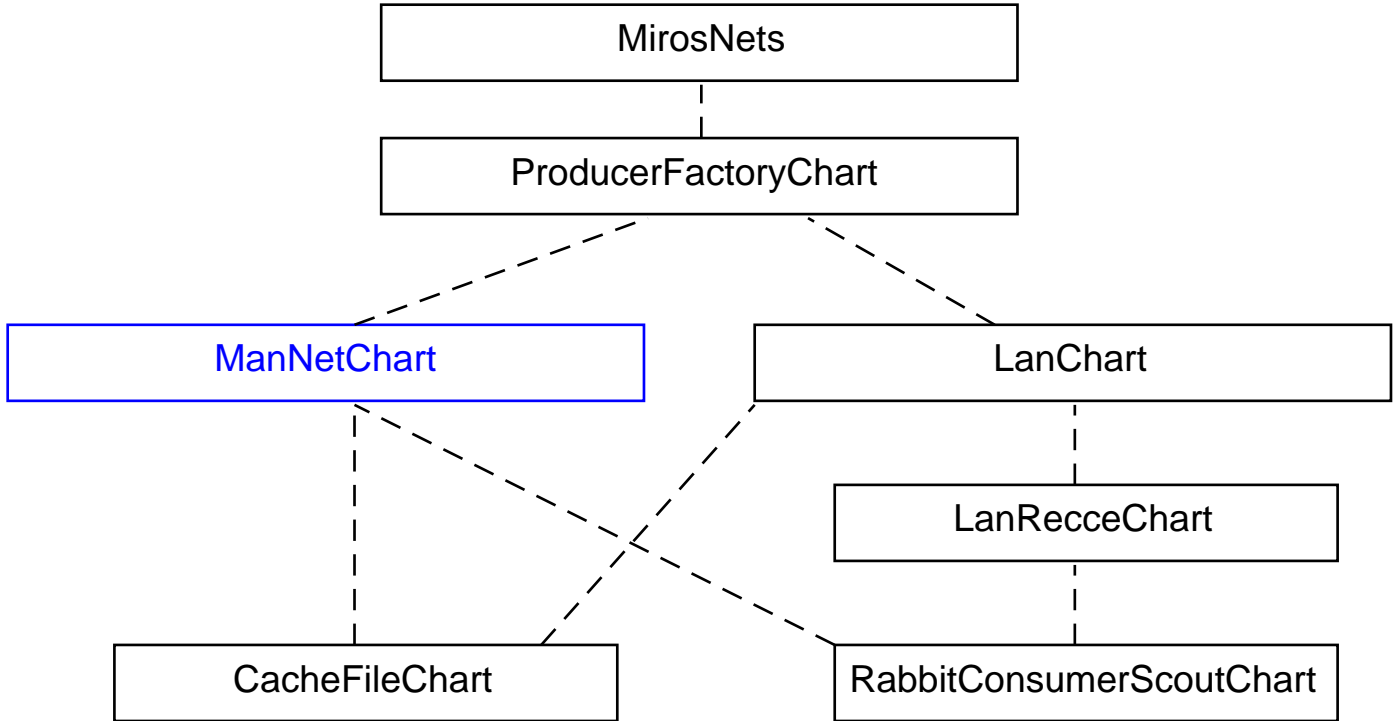 MirosNets
ProducerFactoryChart
ManNetChart
LanChart
LanRecceChart
CacheFileChart
RabbitConsumerScoutChart